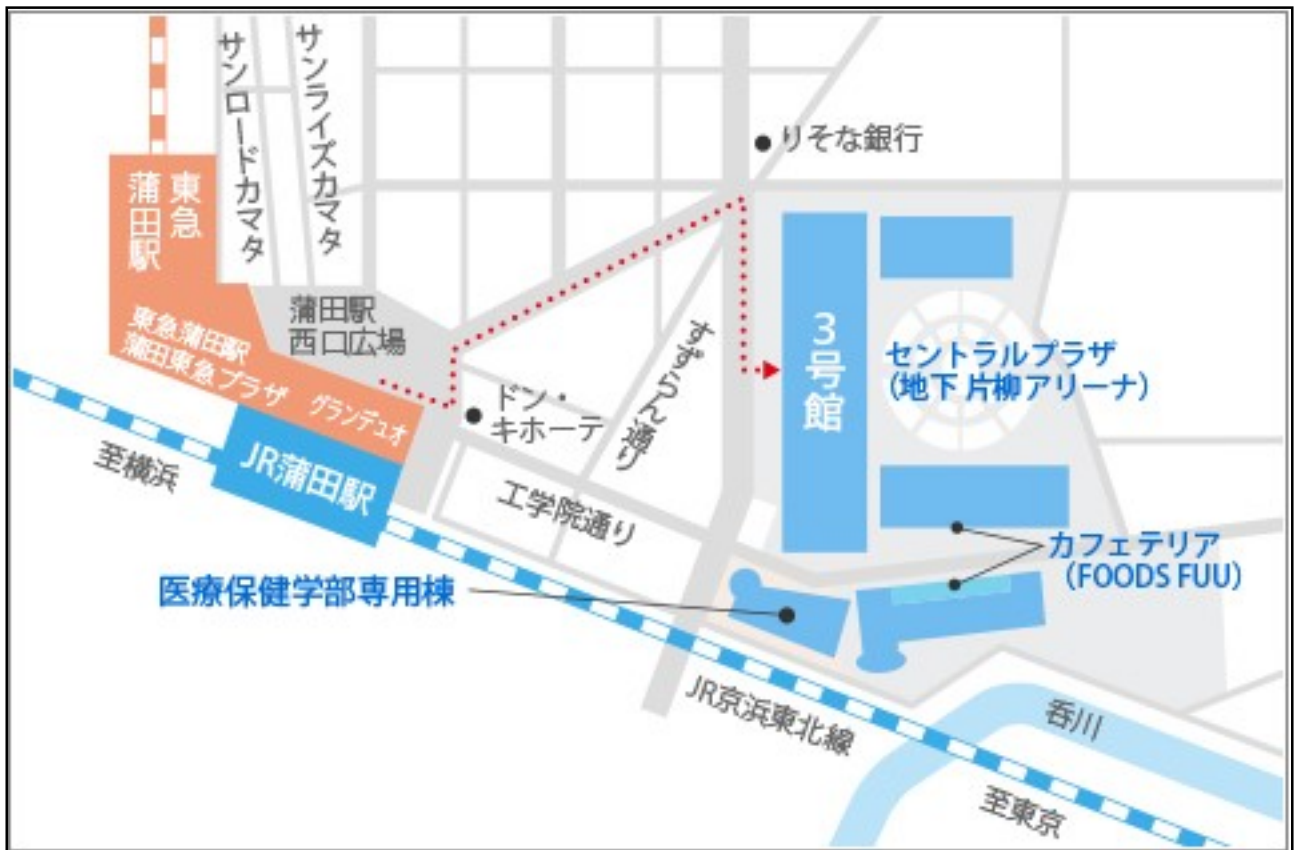 サンロードカマタ
サンライズカマタ
りそな銀行
東急
蒲田駅
蒲田駅
西口広場
東急蒲田駅
蒲田東急プラザ
グランデュオ
JR蒲田駅
至横浜
ドン・
キホーテ
すずらん通り
工学院通り
3号館
セントラルプラザ
(地下 片柳アリーナ)
カフェテリア
(FOODS FUU)
医療保健学部専用棟
JR京浜東北線
呑川
至東京